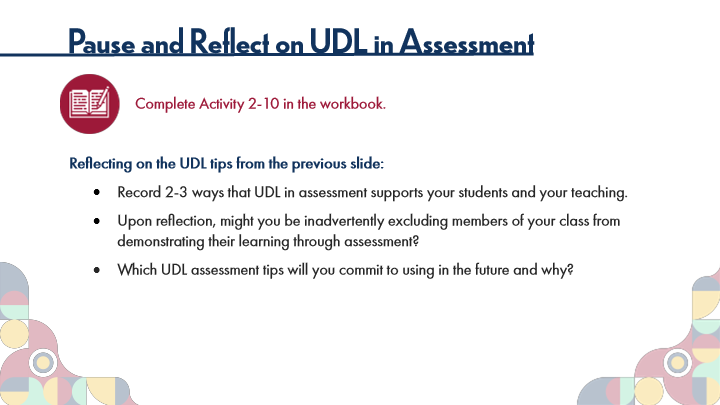 Pause and Reflect on UDL in Assessment
Complete Activity 2-10 in the workbook.
Reflecting on the UDL tips from the previous slide:
• Record 2-3 ways that UDL in assessment supports your students and your teaching.
• Upon reflection, might you be inadvertently excluding members of your class from
demonstrating their learning through assessment?
• Which UDL assessment tips will you commit to using in the future and why?